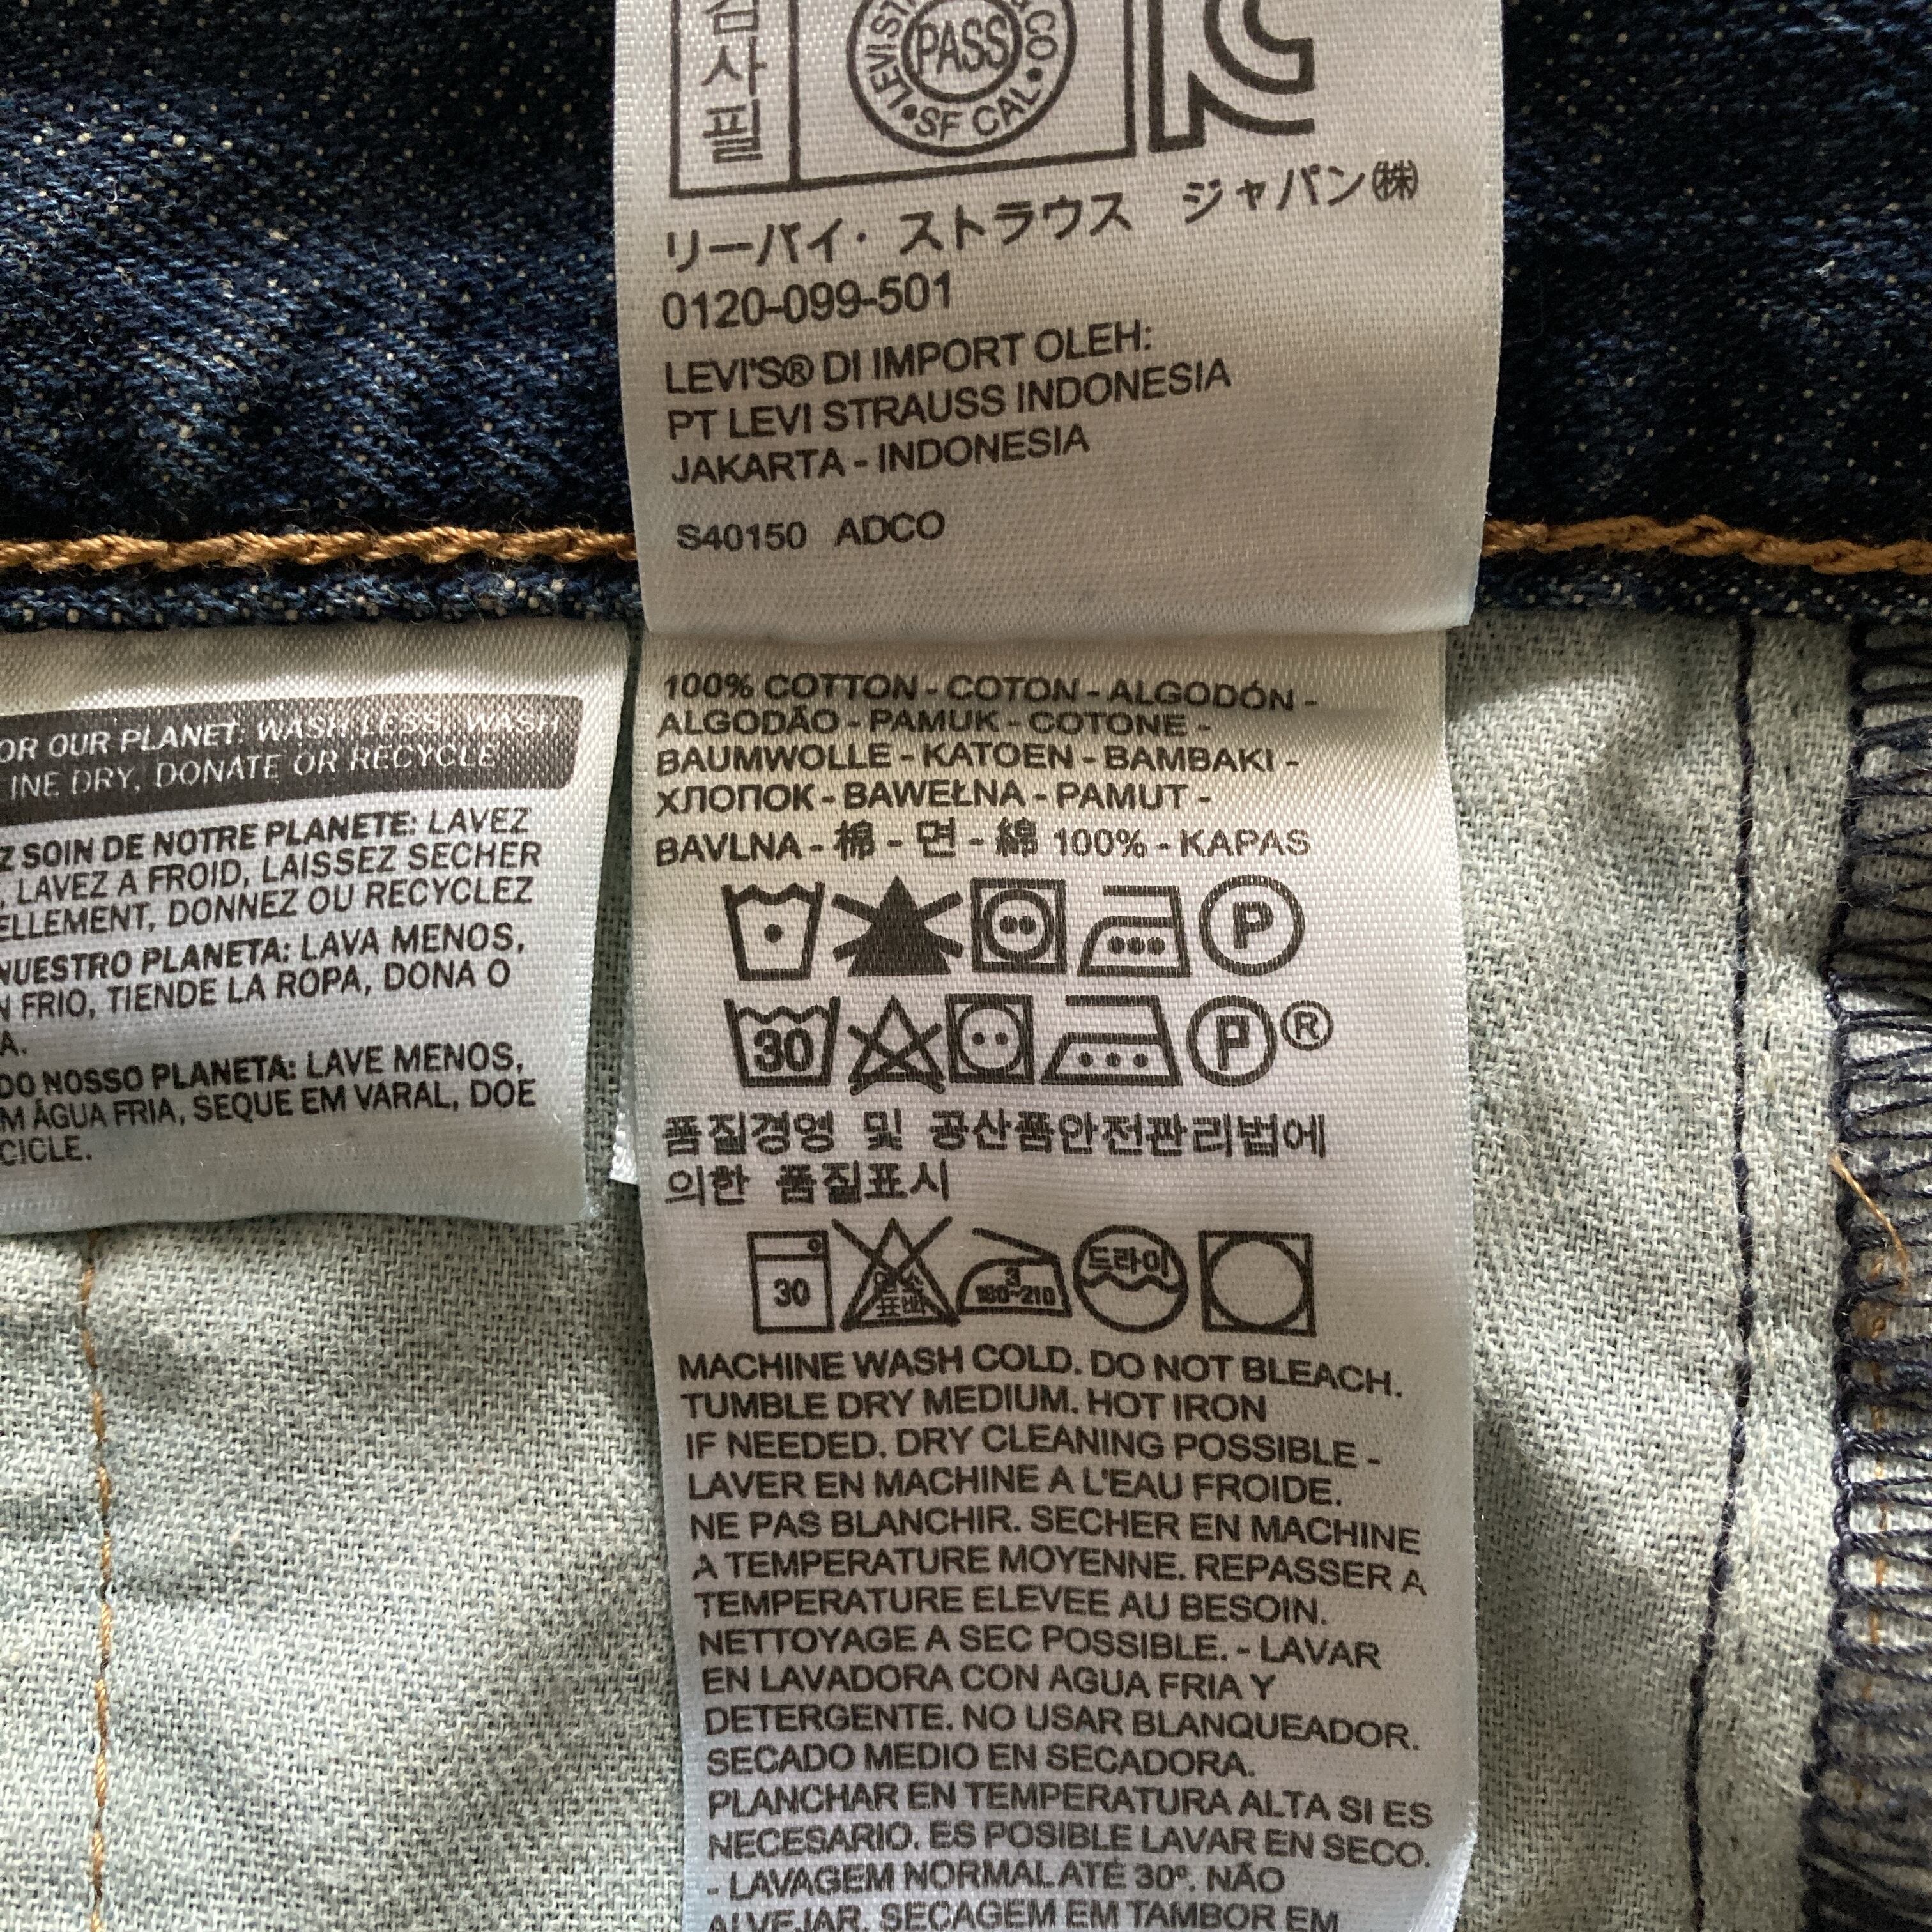 검사필
LEVI STRAUSS &CO • SF CAL •
PASS
リーバイ・ストラウス ジャパン㈱
0120-099-501
LEVI'S® DI IMPORT OLEH:
PT LEVI STRAUSS INDONESIA
JAKARTA - INDONESIA
S40150 ADCO
OR OUR PLANET: WASH LESS, WASH
INE DRY, DONATE OR RECYCLE
Z SOIN DE NOTRE PLANETE: LAVEZ
, LAVEZ A FROID, LAISSEZ SECHER
ELLEMENT, DONNEZ OU RECYCLEZ
NUESTRO PLANETA: LAVA MENOS,
N FRIO, TIENDE LA ROPA, DONA O
A.
DO NOSSO PLANETA: LAVE MENOS,
M ÁGUA FRIA, SEQUE EM VARAL, DOE
CICLE.
100% COTTON - COTON - ALGODÓN -
ALGODÃO - PAMUK - COTONE -
BAUMWOLLE - KATOEN - BAMBAKI -
ХЛОПОК - BAWEŁNA - PAMUT -
BAVLNA - 棉 - 면 - 綿 100% - KAPAS
P
30 P ®
품질경영 및 공산품안전관리법에
의한 품질표시
30 염소표백 3 180~210 드라이
MACHINE WASH COLD. DO NOT BLEACH.
TUMBLE DRY MEDIUM. HOT IRON
IF NEEDED. DRY CLEANING POSSIBLE -
LAVER EN MACHINE A L'EAU FROIDE.
NE PAS BLANCHIR. SECHER EN MACHINE
A TEMPERATURE MOYENNE. REPASSER A
TEMPERATURE ELEVEE AU BESOIN.
NETTOYAGE A SEC POSSIBLE. - LAVAR
EN LAVADORA CON AGUA FRIA Y
DETERGENTE. NO USAR BLANQUEADOR.
SECADO MEDIO EN SECADORA.
PLANCHAR EN TEMPERATURA ALTA SI ES
NECESARIO. ES POSIBLE LAVAR EN SECO.
- LAVAGEM NORMAL ATÉ 30º. NÃO
ALVEJAR. SECAGEM EM TAMBOR EM